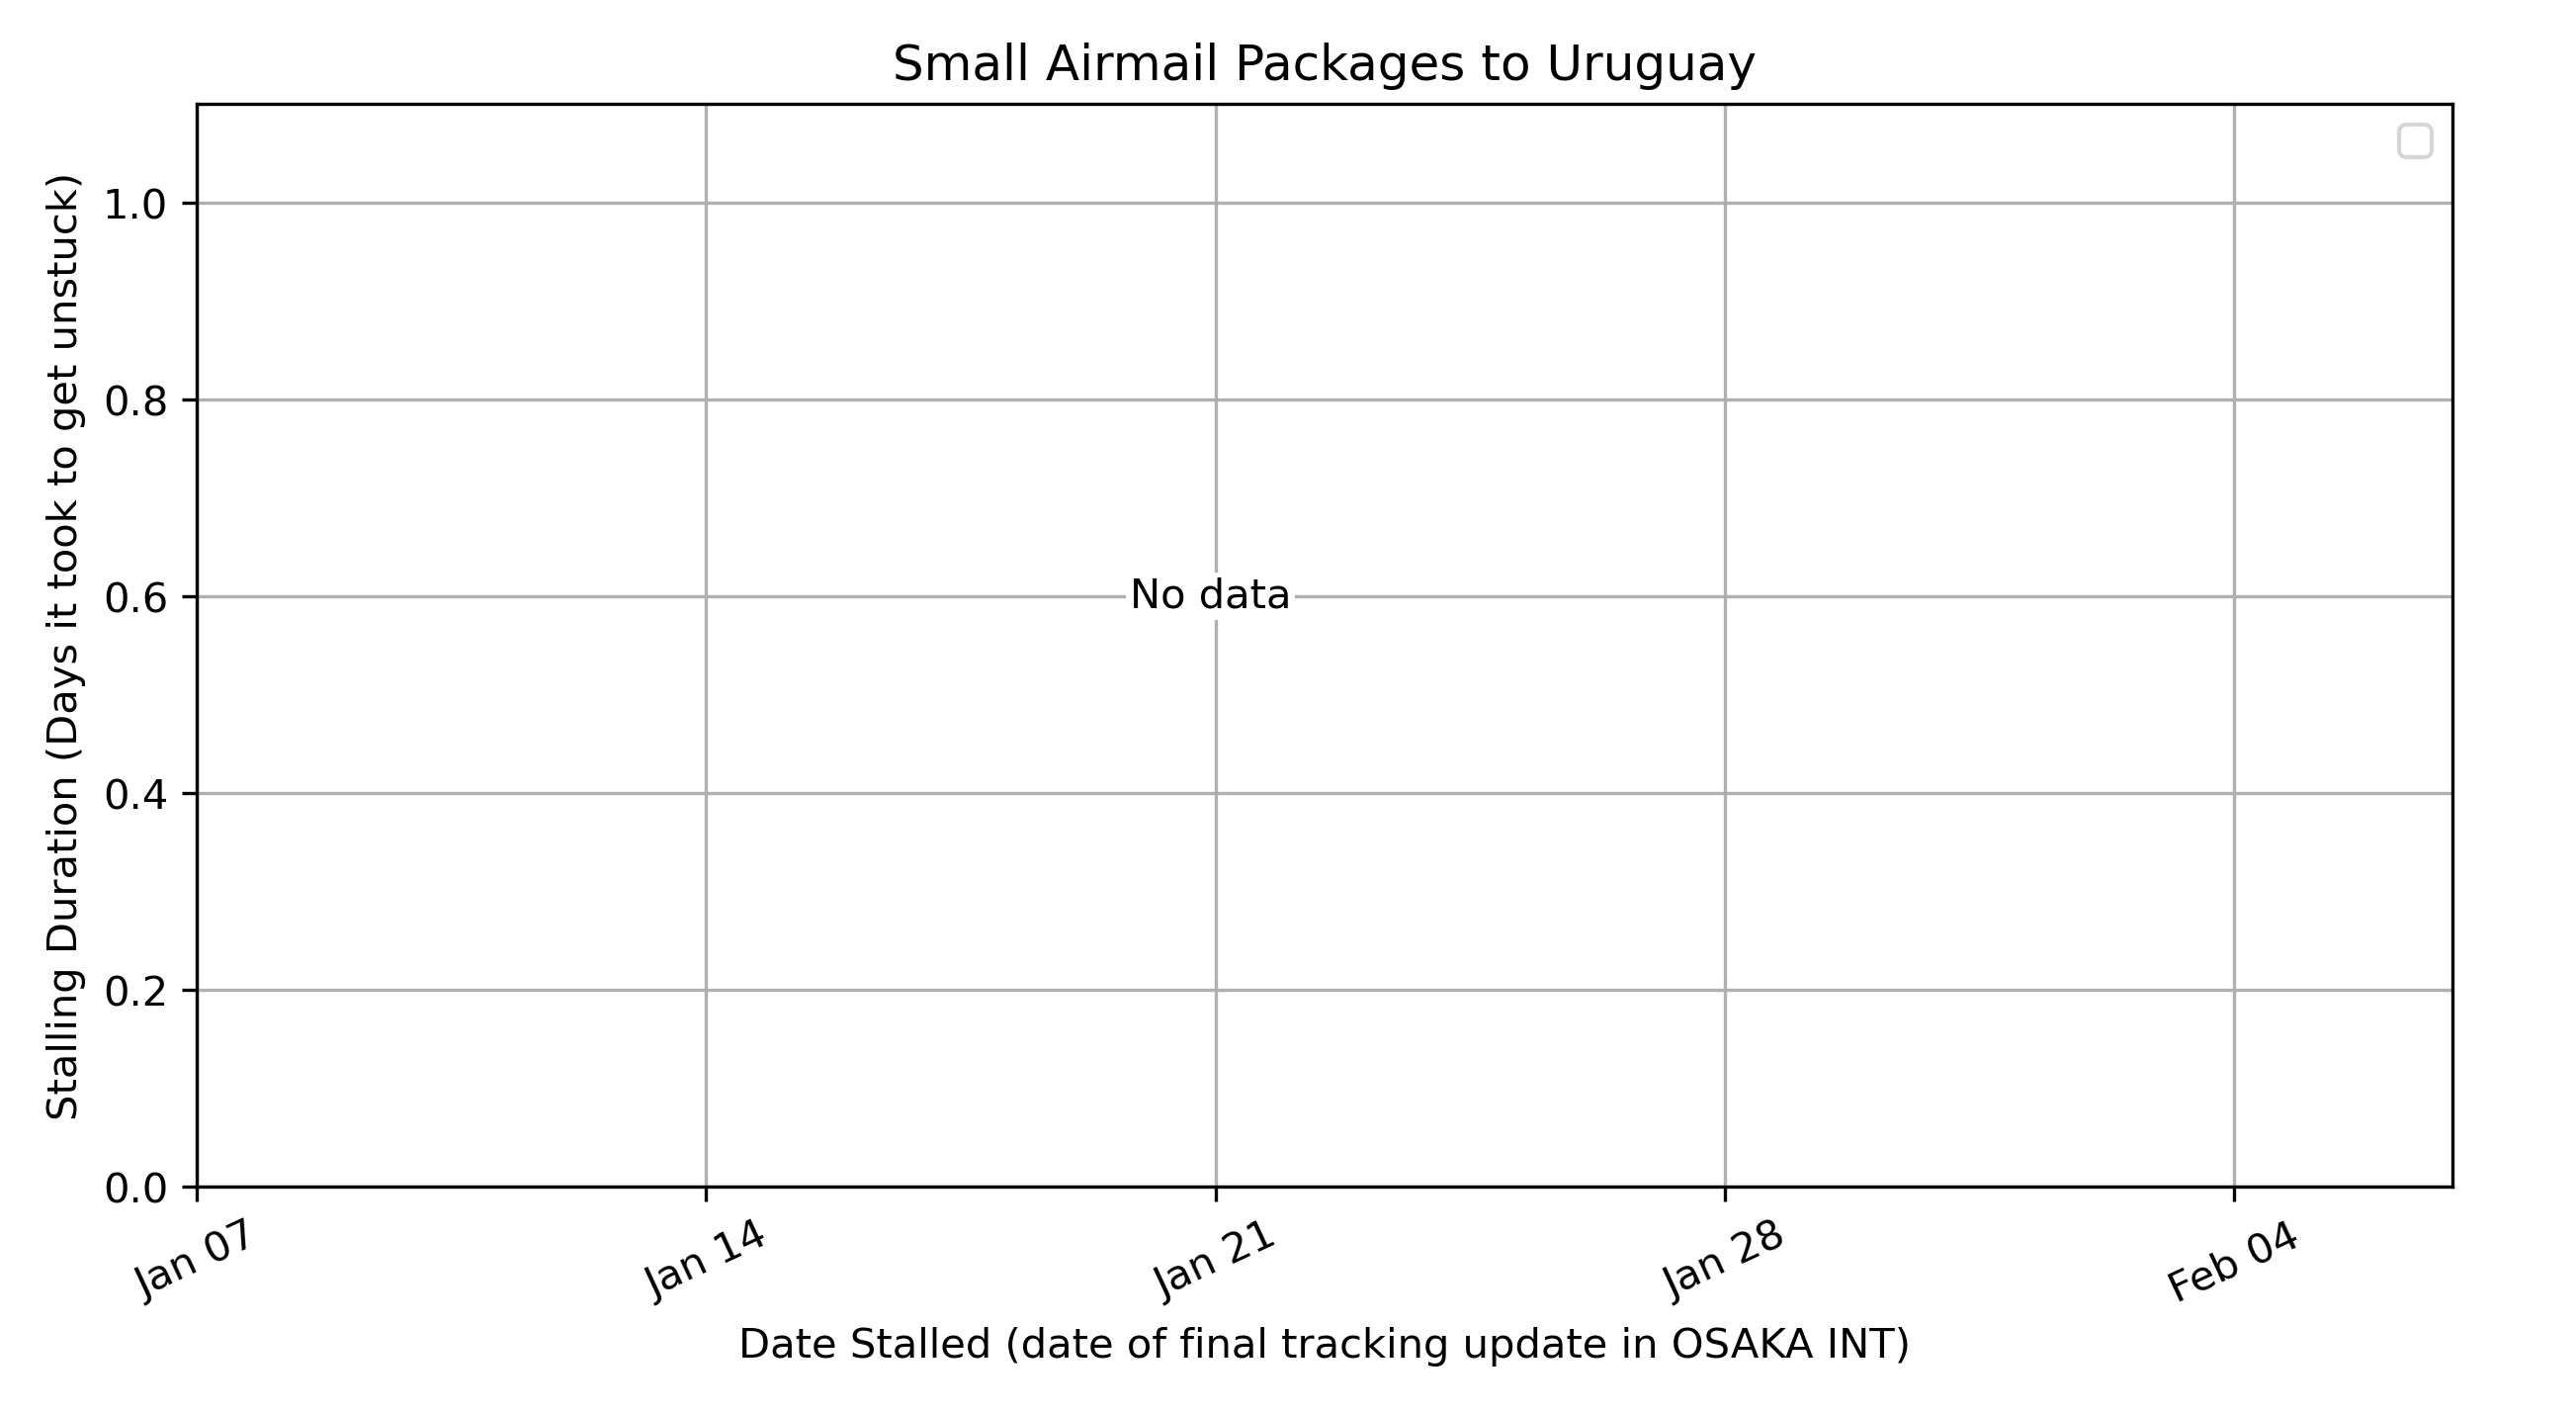 Small Airmail Packages to Uruguay
Stalling Duration (Days it took to get unstuck)
1.0
0.8
0.6
0.4
0.2
0.0
No data
Jan 07
Jan 14
Jan 21
Jan 28
Feb 04
Date Stalled (date of final tracking update in OSAKA INT)